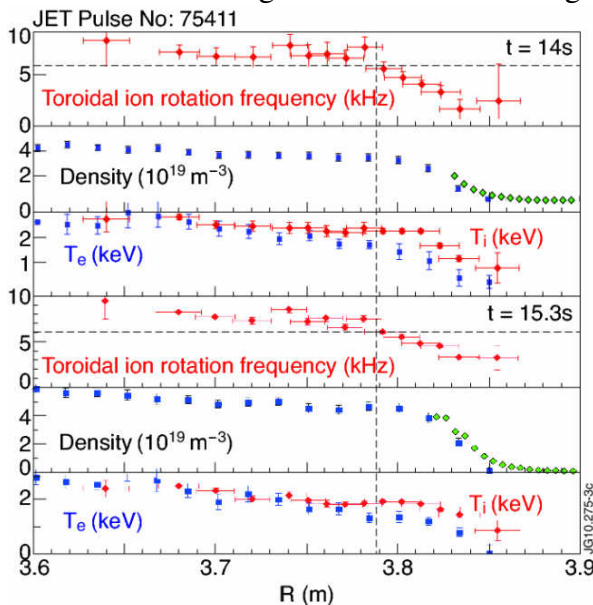 JET Pulse No: 75411
10
t = 14s
5
Toroidal ion rotation frequency (kHz)
0
4
Density (10¹⁹ m⁻³)
2
0
2
Tₑ (keV)
Tᵢ (keV)
1
10
t = 15.3s
5
Toroidal ion rotation frequency (kHz)
0
4
Density (10¹⁹ m⁻³)
2
0
2
Tₑ (keV)
Tᵢ (keV)
0
3.6
3.7
3.8
3.9
R (m)
JG10.275-3c